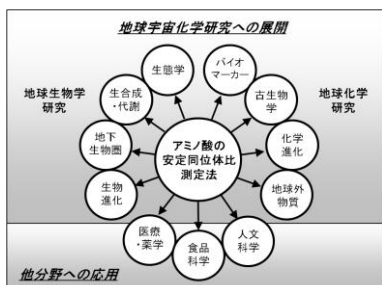 地球宇宙化学研究への展開
地球生物学
研究
地球化学
研究
生態学
バイオ
マーカー
生合成
・代謝
古生物
学
地下
生物圏
化学
進化
生物
進化
地球外
物質
アミノ酸の
安定同位体比
測定法
医療
・薬学
食品
科学
人文
科学
他分野への応用